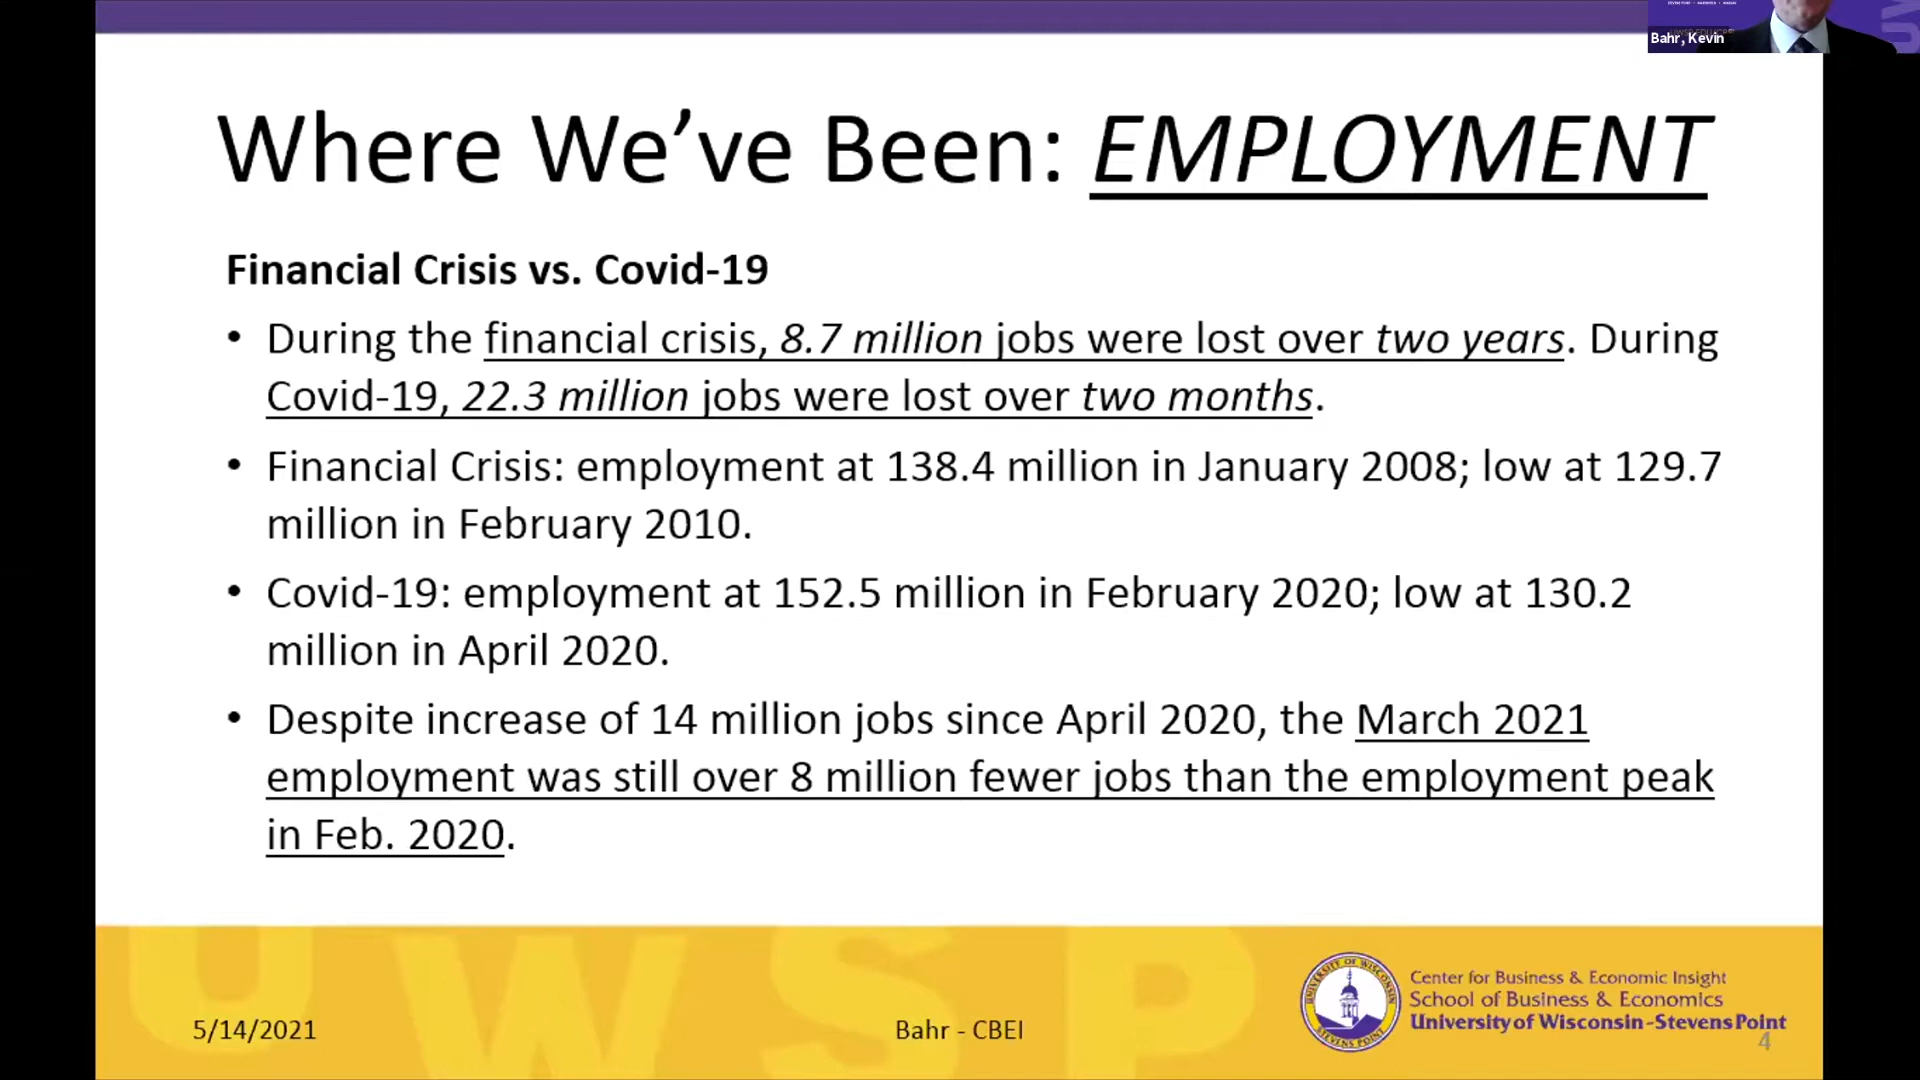 Bahr, Kevin
Where We've Been: EMPLOYMENT
Financial Crisis vs. Covid-19
• During the financial crisis, 8.7 million jobs were lost over two years. During
Covid-19, 22.3 million jobs were lost over two months.
• Financial Crisis: employment at 138.4 million in January 2008; low at 129.7
million in February 2010.
• Covid-19: employment at 152.5 million in February 2020; low at 130.2
million in April 2020.
• Despite increase of 14 million jobs since April 2020, the March 2021
employment was still over 8 million fewer jobs than the employment peak
in Feb. 2020.
UWSP
5/14/2021
Bahr - CBEI
UNIVERSITY OF WISCONSIN
STEVENS POINT
Center for Business & Economic Insight
School of Business & Economics
University of Wisconsin-Stevens Point
4